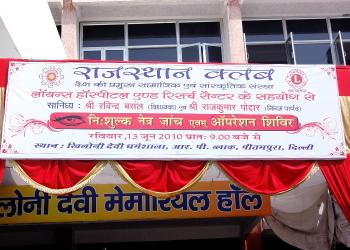 राजस्थान क्लब
देश की प्रमुख सामाजिक एवं सांस्कृतिक संस्था
लॉयन्स हॉस्पीटल एण्ड रिसर्च सैन्टर के सहयोग से
सानिध्य : श्री रविन्द्र बंसल (विधायक) एवं श्री राजकुमार पोद्दार (निगम पार्षद)
नि:शुल्क नेत्र जांच एवम् ऑपरेशन शिविर
रविवार, 13 जून 2010 प्रात: 9.00 बजे से
स्थान : खिलोनी देवी धर्मशाला, आर. पी. ब्लाक, पीतमपुरा, दिल्ली
लोनी देवी मेमोरियल हॉल